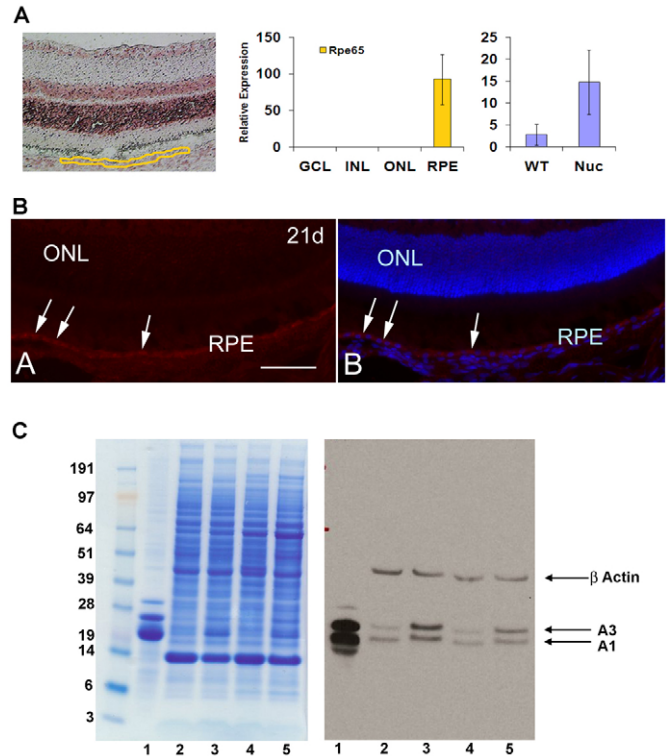 A
Relative Expression
150
100
50
0
Rpe65
GCL INL ONL RPE
25
20
15
10
5
0
WT Nuc
B
ONL
21d
RPE
A
ONL
RPE
B
C
191
97
64
51
39
28
19
14
6
3
1 2 3 4 5
β Actin
A3
A1
1 2 3 4 5